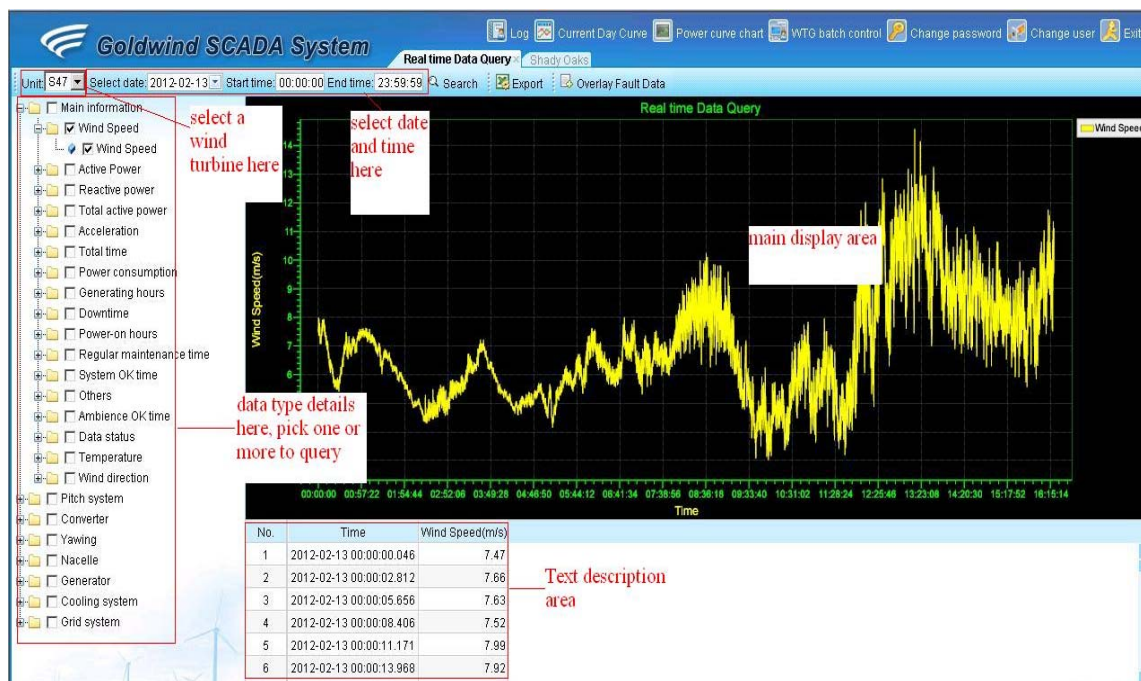 Goldwind SCADA System
Log Current Day Curve Power curve chart WTG batch control Change password Change user Exit
Real time Data Query × Shady Oaks
Unit: S47 Select date: 2012-02-13 Start time: 00:00:00 End time: 23:59:59 Search Export Overlay Fault Data
Main information
Wind Speed
Wind Speed
Active Power
Reactive power
Total active power
Acceleration
Total time
Power consumption
Generating hours
Downtime
Power-on hours
Regular maintenance time
System OK time
Others
Ambience OK time
Data status
Temperature
Wind direction
Pitch system
Converter
Yawing
Nacelle
Generator
Cooling system
Grid system
select a
wind
turbine here
select date
and time
here
data type details
here, pick one or
more to query
Real time Data Query
Wind Speed
main display area
Wind Speed(m/s)
14
13
12
11
10
9
8
7
6
00:00:00 00:57:22 01:54:44 02:52:06 03:49:28 04:46:50 05:44:12 06:41:34 07:38:56 08:36:18 09:33:40 10:31:02 11:28:24 12:25:46 13:23:08 14:20:30 15:17:52 16:15:14
Time
No. Time Wind Speed(m/s)
1 2012-02-13 00:00:00.046 7.47
2 2012-02-13 00:00:02.812 7.66
3 2012-02-13 00:00:05.656 7.63
4 2012-02-13 00:00:08.406 7.52
5 2012-02-13 00:00:11.171 7.99
6 2012-02-13 00:00:13.968 7.92
Text description
area